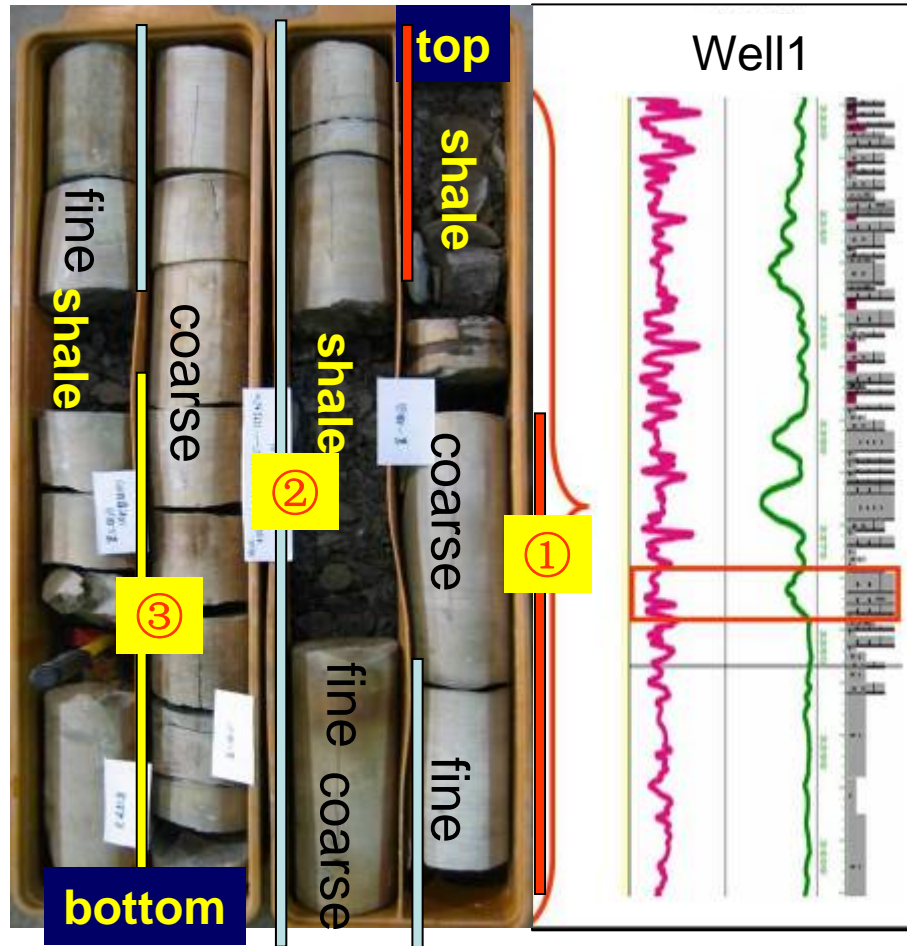 top
Well1
shale
fine
shale
coarse
shale
coarse
②
①
③
fine coarse
fine
bottom